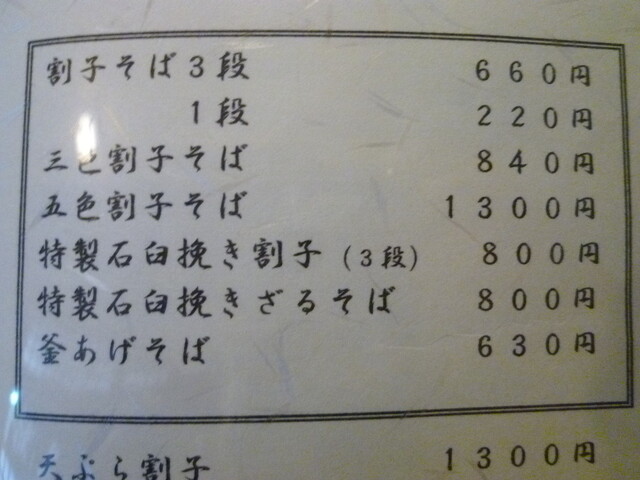 割子そば３段 ６６０円
１段 ２２０円
三色割子そば ８４０円
五色割子そば １３００円
特製石臼挽き割子（３段） ８００円
特製石臼挽きざるそば ８００円
釜あげそば ６３０円
天ぷら割子 １３００円